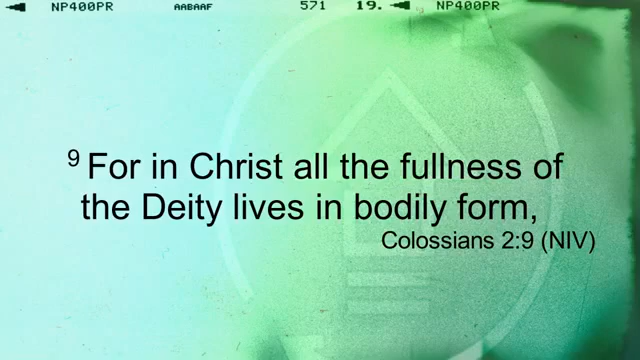 NP400PR AABAAF 571 19. NP400PR
9 For in Christ all the fullness of
the Deity lives in bodily form,
Colossians 2:9 (NIV)